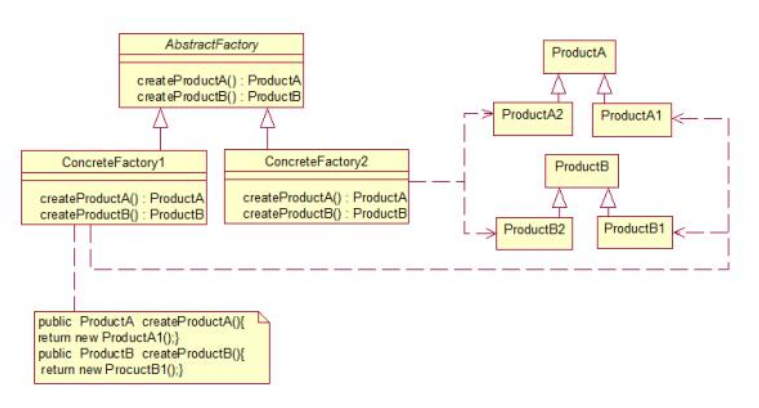 AbstractFactory
createProductA() : ProductA
createProductB() : ProductB
ProductA
ProductA2
ProductA1
ConcreteFactory1
createProductA() : ProductA
createProductB() : ProductB
ConcreteFactory2
createProductA() : ProductA
createProductB() : ProductB
ProductB
ProductB2
ProductB1
public ProductA createProductA(){
return new ProductA1();}
public ProductB createProductB(){
return new ProcuctB1();}